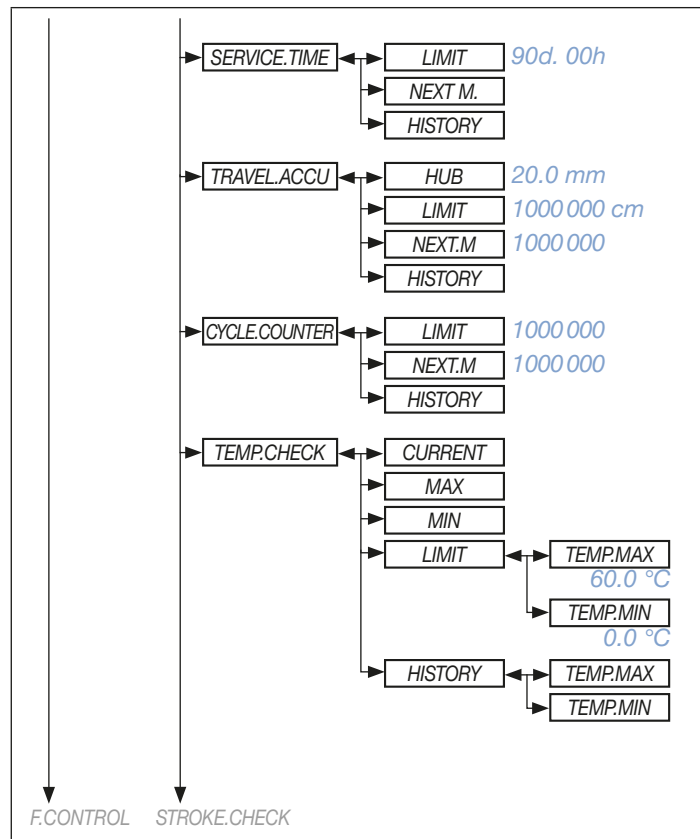 SERVICE.TIME LIMIT 90d. 00h
NEXT M.
HISTORY
TRAVEL.ACCU HUB 20.0 mm
LIMIT 1000 000 cm
NEXT.M 1000 000
HISTORY
CYCLE.COUNTER LIMIT 1000 000
NEXT.M 1000 000
HISTORY
TEMP.CHECK CURRENT
MAX
MIN
LIMIT TEMP.MAX
60.0 °C
TEMP.MIN
0.0 °C
HISTORY TEMP.MAX
TEMP.MIN
F.CONTROL STROKE.CHECK